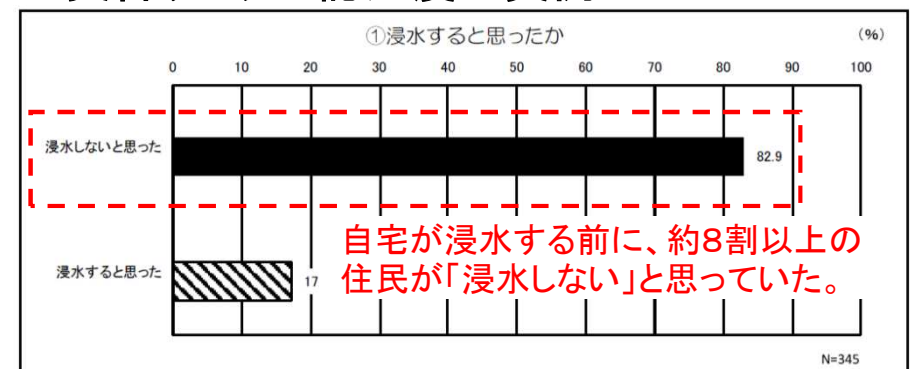 ①浸水すると思ったか
(%)
0 10 20 30 40 50 60 70 80 90 100
浸水しないと思った
82.9
自宅が浸水する前に、約8割以上の
住民が「浸水しない」と思っていた。
浸水すると思った
17
N=345